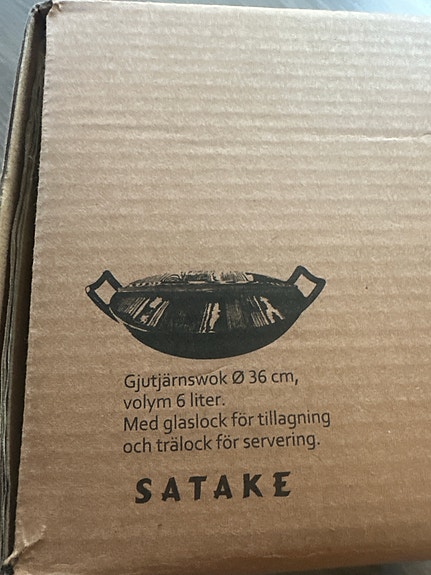 Gjutjärnswok Ø 36 cm,
volym 6 liter.
Med glaslock för tillagning
och trälock för servering.
SATAKE